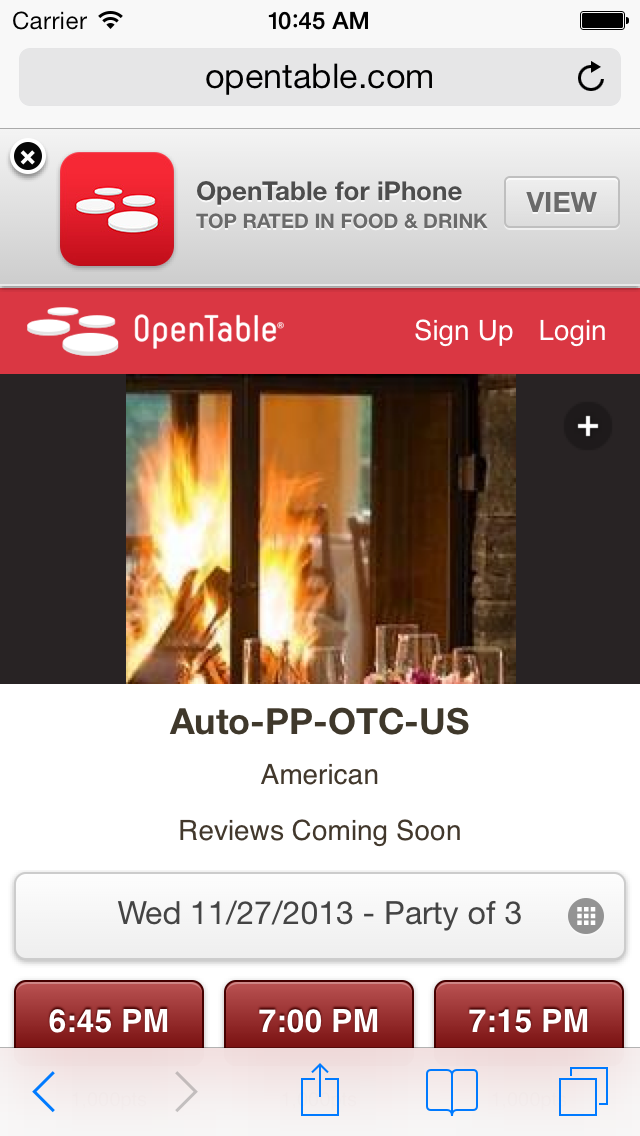 Carrier 10:45 AM
opentable.com
OpenTable for iPhone
TOP RATED IN FOOD & DRINK
VIEW
OpenTable® Sign Up Login
Auto-PP-OTC-US
American
Reviews Coming Soon
Wed 11/27/2013 - Party of 3
6:45 PM 7:00 PM 7:15 PM